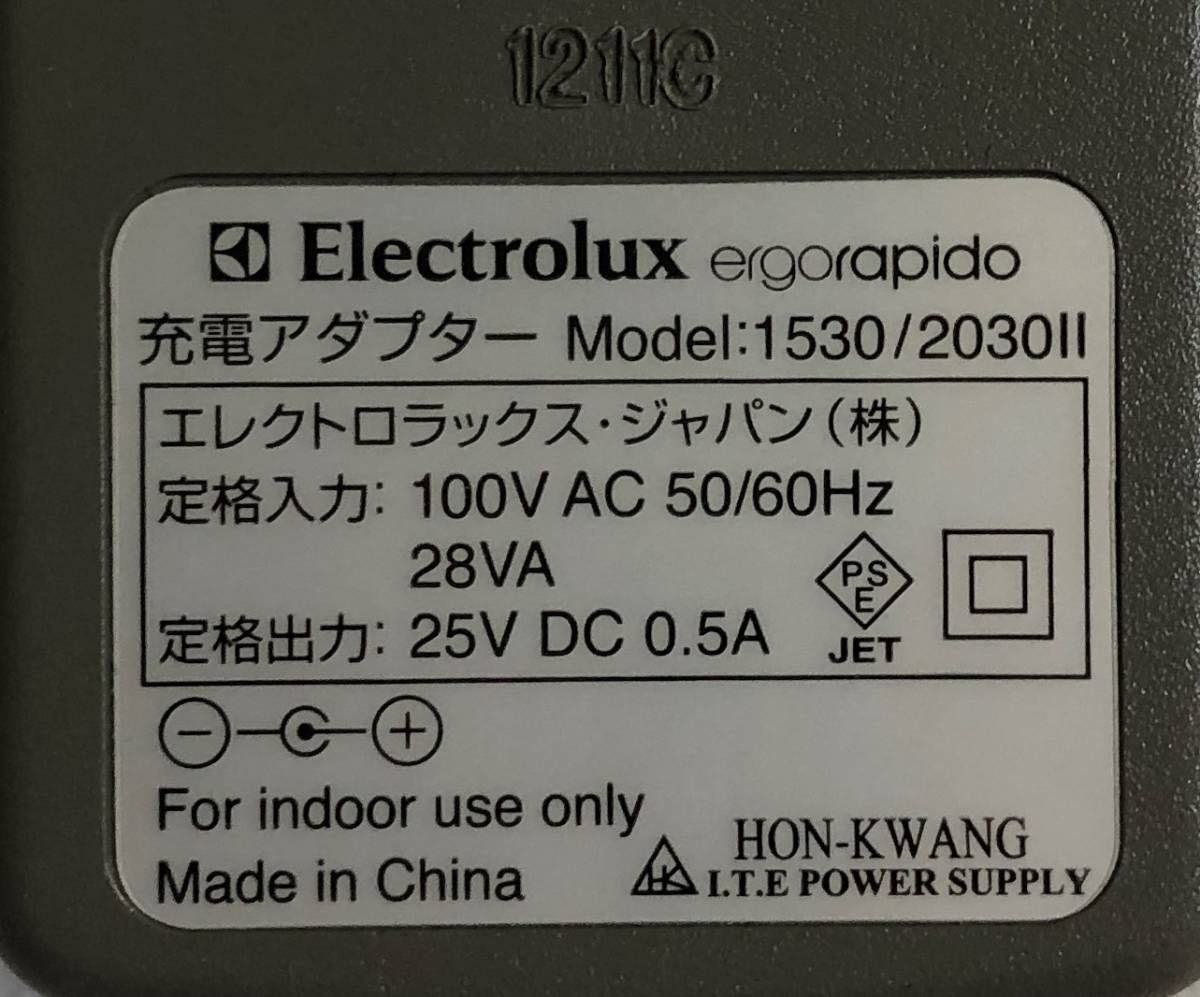 1211C
Electrolux ergorapido
充電アダプター Model:1530/2030II
エレクトロラックス・ジャパン(株)
定格入力: 100V AC 50/60Hz
28VA
定格出力: 25V DC 0.5A
PSE
JET
For indoor use only
Made in China
HK
HON-KWANG
I.T.E POWER SUPPLY